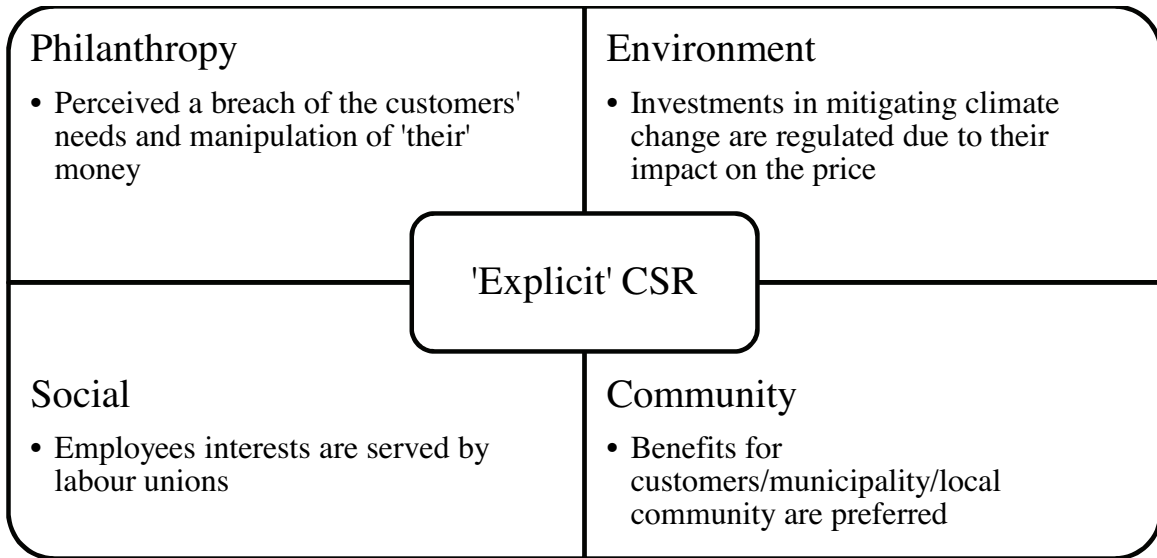 Philanthropy
• Perceived a breach of the customers'
needs and manipulation of 'their'
money
Environment
• Investments in mitigating climate
change are regulated due to their
impact on the price
'Explicit' CSR
Social
• Employees interests are served by
labour unions
Community
• Benefits for
customers/municipality/local
community are preferred